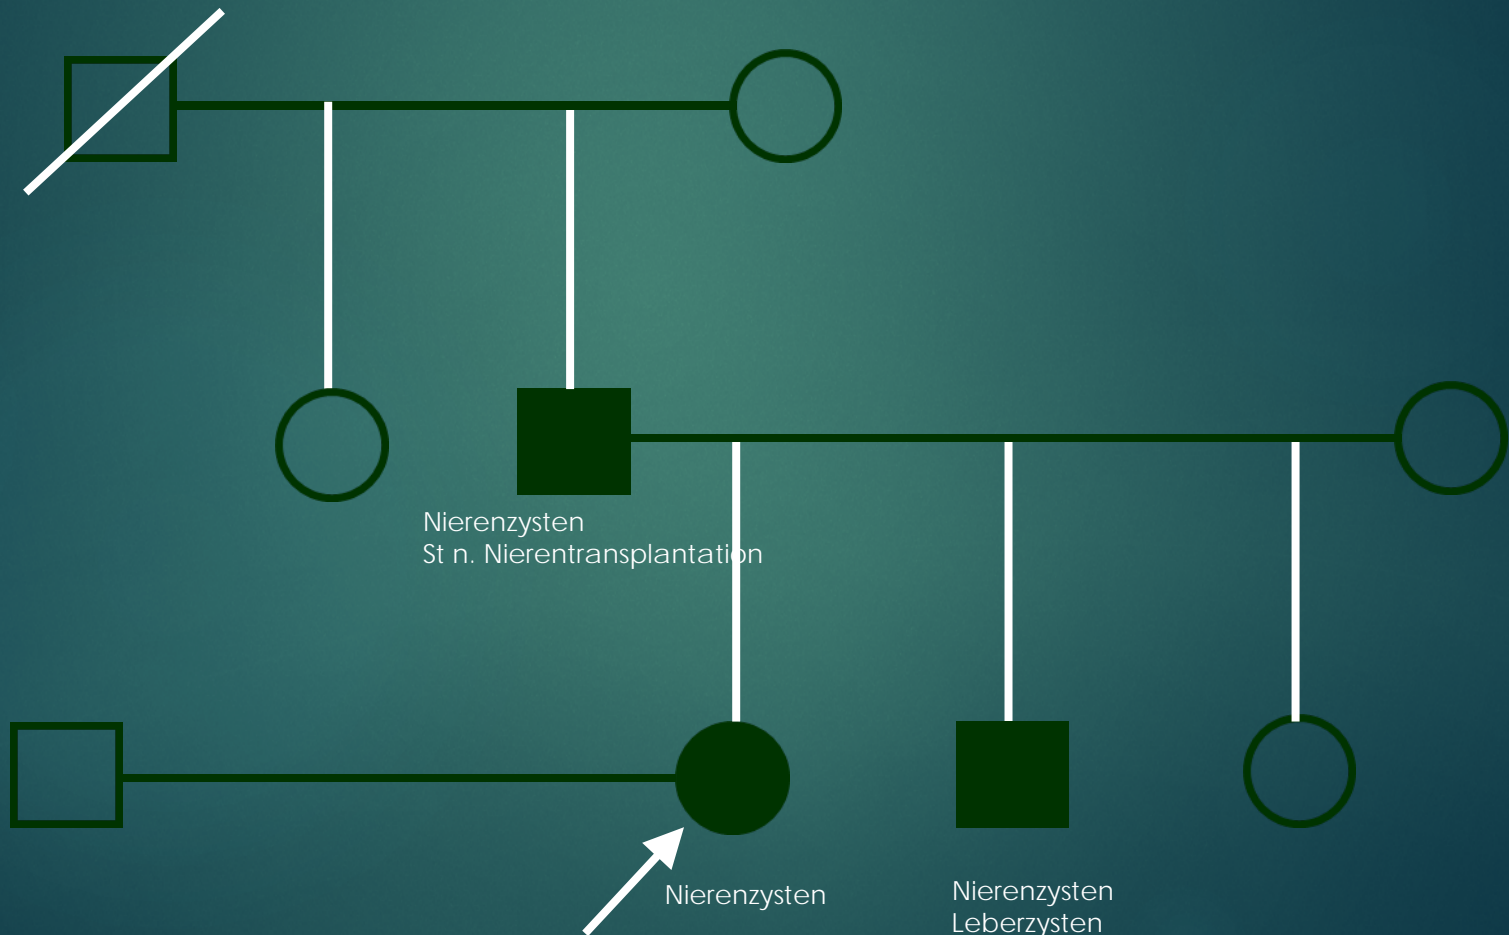 Nierenzysten
St n. Nierentransplantation
Nierenzysten
Nierenzysten
Leberzysten